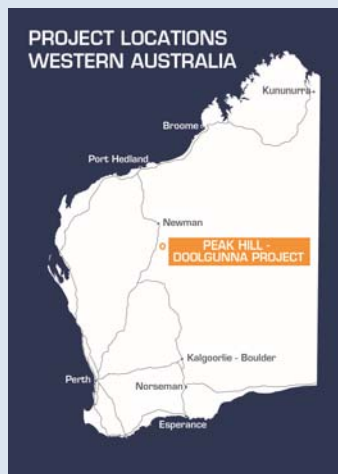 PROJECT LOCATIONS
WESTERN AUSTRALIA
Kununurra
Broome
Port Hedland
Newman
PEAK HILL -
DOOLGUNNA PROJECT
Kalgoorlie - Boulder
Perth
Norseman
Esperance